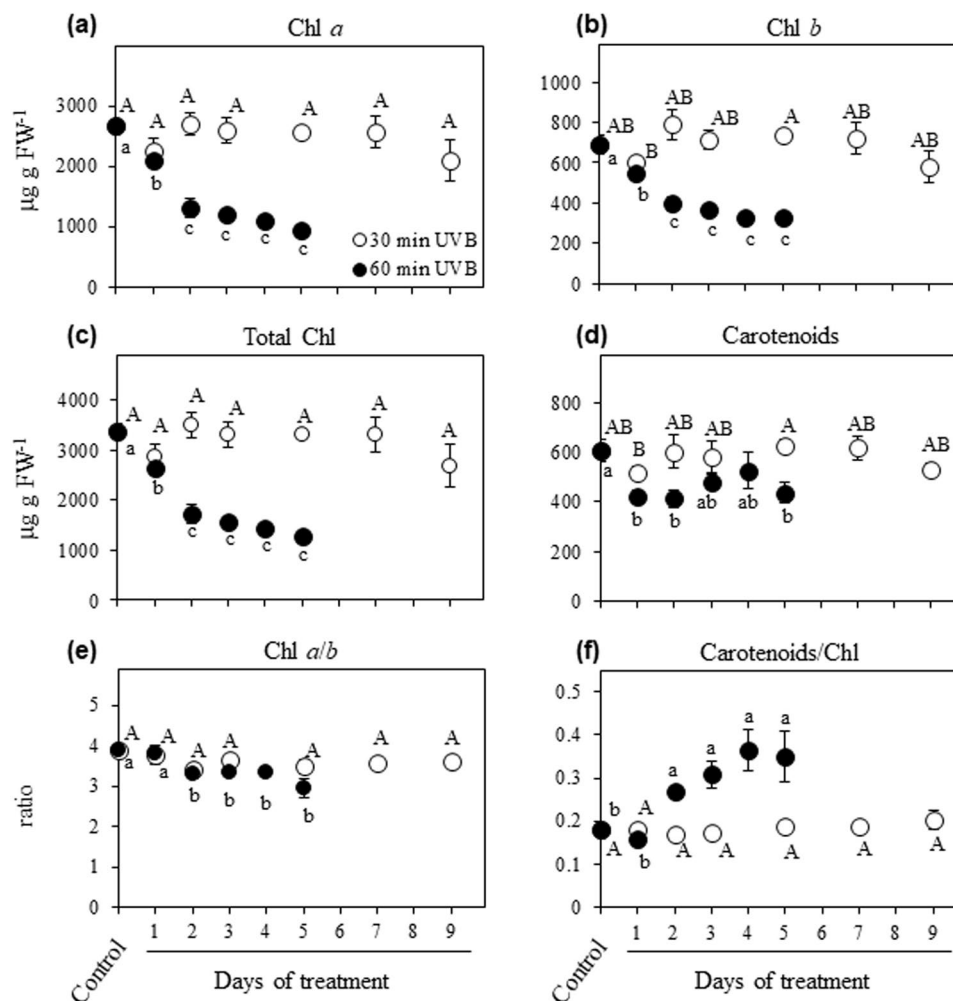 (a) Chl a
(b) Chl b
µg g FW-1
3000
2000
1000
0
A A A A A A A
a b c c c c
30 min UVB
60 min UVB
1000
800
600
400
200
0
AB B AB AB A AB AB
a b c c c c
(c) Total Chl
(d) Carotenoids
µg g FW-1
4000
3000
2000
1000
0
A A A A A A A
a b c c c c
800
600
400
200
0
AB B AB AB A AB AB
a b b ab ab b
(e) Chl a/b
(f) Carotenoids/Chl
ratio
5
4
3
2
1
0
A A A A A A A
a a b b b b
0.5
0.4
0.3
0.2
0.1
0
b b a a a a
A A A A A A A
Control 1 2 3 4 5 6 7 8 9
Days of treatment
Control 1 2 3 4 5 6 7 8 9
Days of treatment